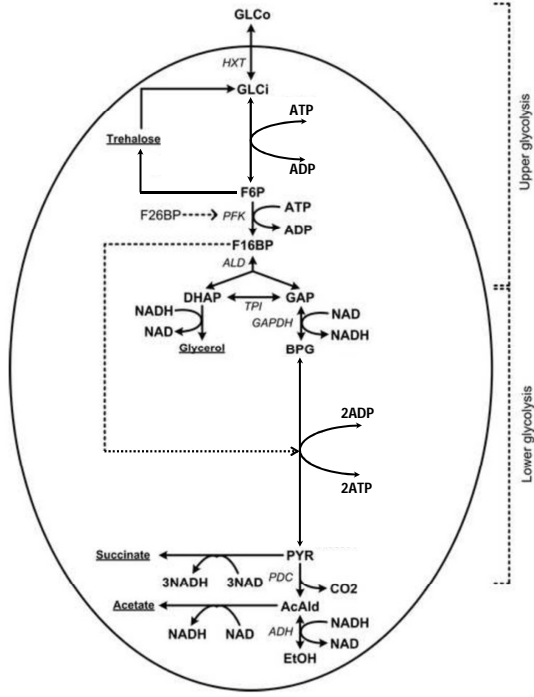 GLCo
HXT
GLCi
ATP
Trehalose
ADP
F6P
F26BP
PFK
ATP
ADP
F16BP
ALD
DHAP
TPI
GAP
NADH
NAD
GAPDH
NAD
NADH
Glycerol
BPG
2ADP
2ATP
Succinate
PYR
3NADH
3NAD
PDC
CO2
Acetate
AcAld
NADH
NAD
ADH
NADH
NAD
EtOH
Upper glycolysis
Lower glycolysis